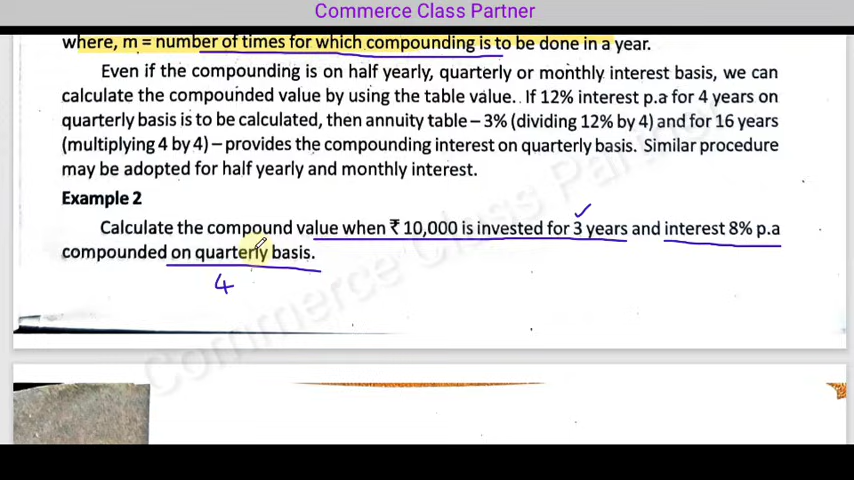 Commerce Class Partner
where, m = number of times for which compounding is to be done in a year.
Even if the compounding is on half yearly, quarterly or monthly interest basis, we can
calculate the compounded value by using the table value. If 12% interest p.a for 4 years on
quarterly basis is to be calculated, then annuity table – 3% (dividing 12% by 4) and for 16 years
(multiplying 4 by 4) – provides the compounding interest on quarterly basis. Similar procedure
may be adopted for half yearly and monthly interest.
Example 2
Calculate the compound value when ₹ 10,000 is invested for 3 years and interest 8% p.a
compounded on quarterly basis.
4
Commerce Class Partner